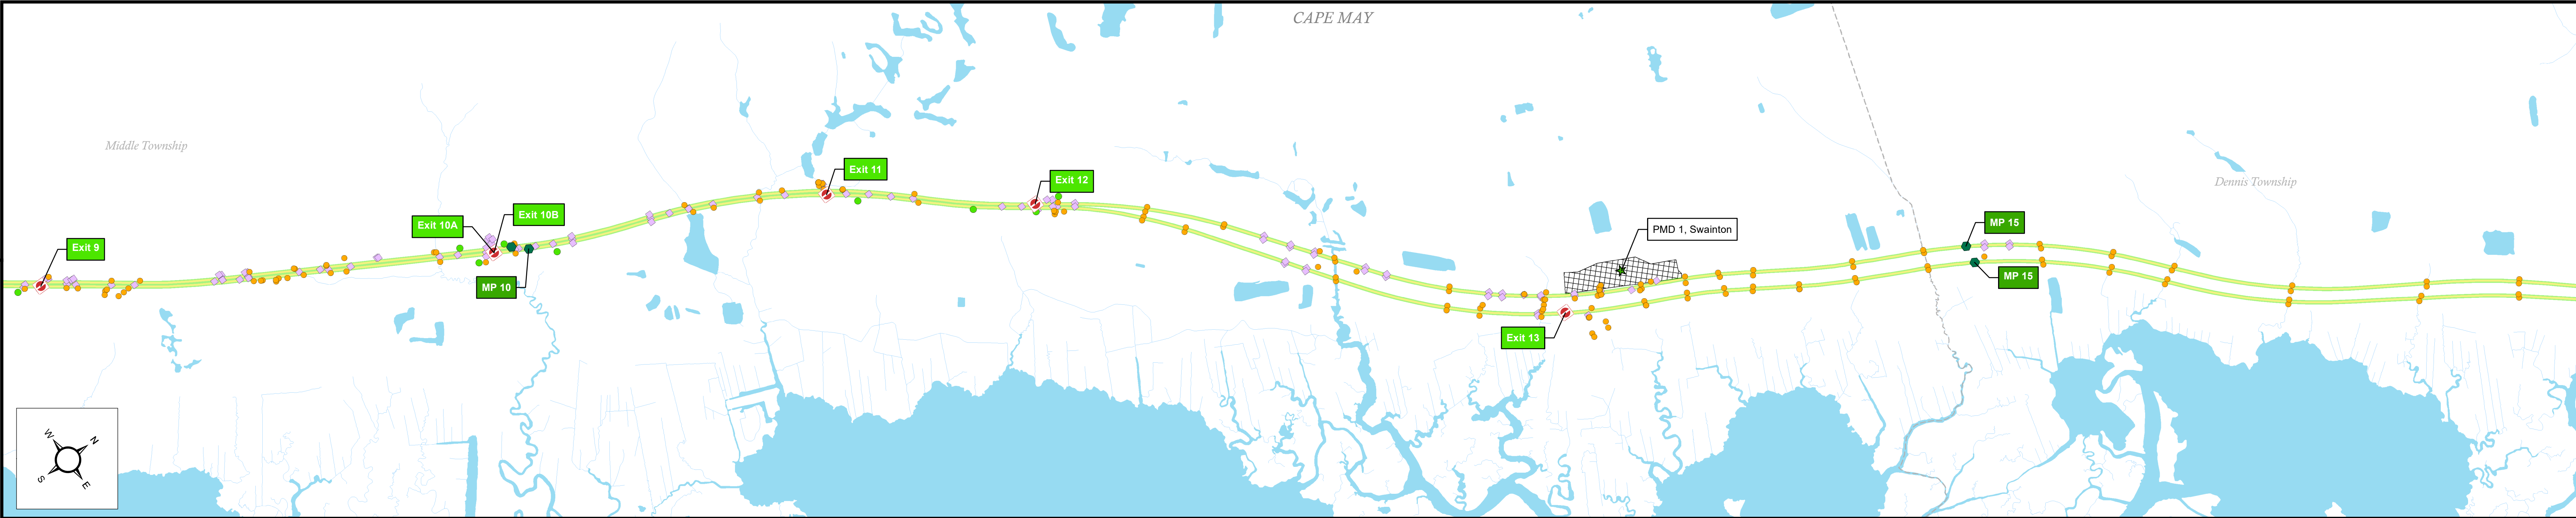 CAPE MAY
Middle Township
Exit 11
Exit 12
Dennis Township
Exit 10B
Exit 10A
MP 15
PMD 1, Swainton
Exit 9
MP 15
MP 10
Exit 13
W
N
S
E